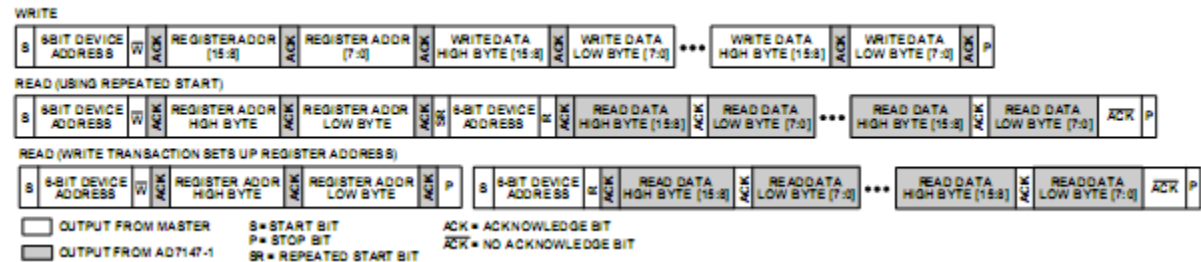 WRITE
S 6-BIT DEVICE ADDRESS W̅ ACK REGISTER ADDR [15:8] ACK REGISTER ADDR [7:0] ACK WRITE DATA HIGH BYTE [15:8] ACK WRITE DATA LOW BYTE [7:0] ••• WRITE DATA HIGH BYTE [15:8] ACK WRITE DATA LOW BYTE [7:0] ACK P
READ (USING REPEATED START)
S 6-BIT DEVICE ADDRESS W̅ ACK REGISTER ADDR HIGH BYTE ACK REGISTER ADDR LOW BYTE ACK SR 6-BIT DEVICE ADDRESS R ACK READ DATA HIGH BYTE [15:8] ACK READ DATA LOW BYTE [7:0] ••• READ DATA HIGH BYTE [15:8] ACK READ DATA LOW BYTE [7:0] A̅C̅K̅ P
READ (WRITE TRANSACTION SETS UP REGISTER ADDRESS)
S 6-BIT DEVICE ADDRESS W̅ ACK REGISTER ADDR HIGH BYTE ACK REGISTER ADDR LOW BYTE ACK P S 6-BIT DEVICE ADDRESS R ACK READ DATA HIGH BYTE [15:8] ACK READ DATA LOW BYTE [7:0] ••• READ DATA HIGH BYTE [15:8] ACK READ DATA LOW BYTE [7:0] A̅C̅K̅ P
OUTPUT FROM MASTER S = START BIT ACK = ACKNOWLEDGE BIT
P = STOP BIT A̅C̅K̅ = NO ACKNOWLEDGE BIT
OUTPUT FROM AD7147-1 SR = REPEATED START BIT